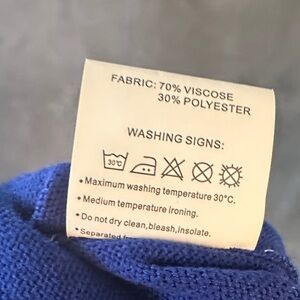 FABRIC: 70% VISCOSE
30% POLYESTER
WASHING SIGNS:
30°C
•Maximum washing temperature 30°C.
•Medium temperature ironing.
•Do not dry clean,bleash,insolate.
•Separated